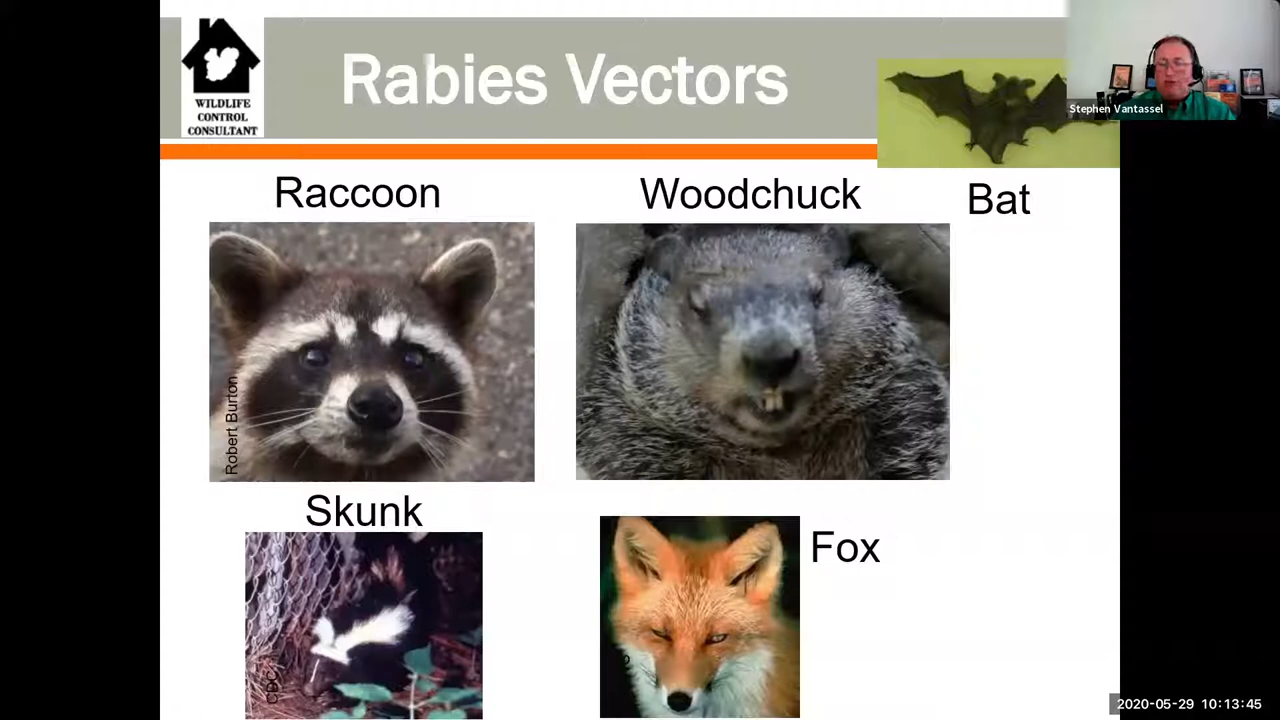 WILDLIFE
CONTROL
CONSULTANT
Rabies Vectors
Stephen Vantassel
Raccoon
Woodchuck
Bat
Robert Burton
Skunk
Fox
CDC
2020-05-29 10:13:45